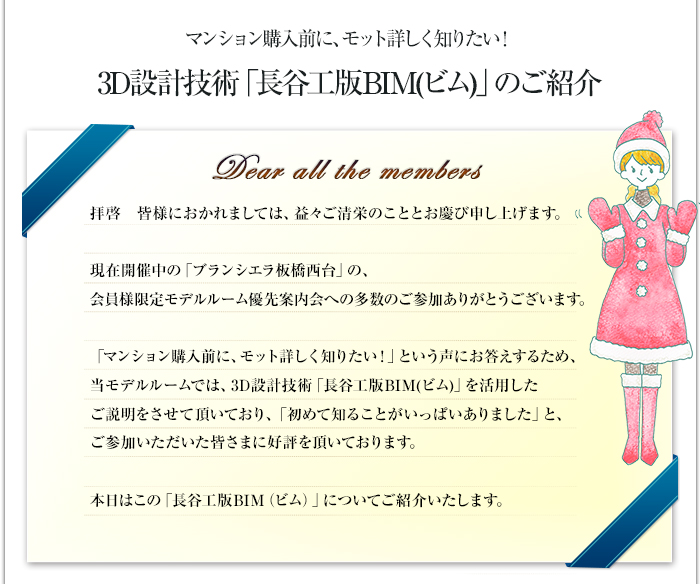 マンション購入前に、モット詳しく知りたい!
3D設計技術「長谷工版BIM(ビム)」のご紹介
Dear all the members
拝啓　皆様におかれましては、益々ご清栄のこととお慶び申し上げます。
現在開催中の「ブランシエラ板橋西台」の、
会員様限定モデルルーム優先案内会への多数のご参加ありがとうございます。
「マンション購入前に、モット詳しく知りたい!」という声にお答えするため、
当モデルルームでは、3D設計技術「長谷工版BIM(ビム)」を活用した
ご説明をさせて頂いており、「初めて知ることがいっぱいありました」と、
ご参加いただいた皆さまに好評を頂いております。
本日はこの「長谷工版BIM（ビム）」についてご紹介いたします。